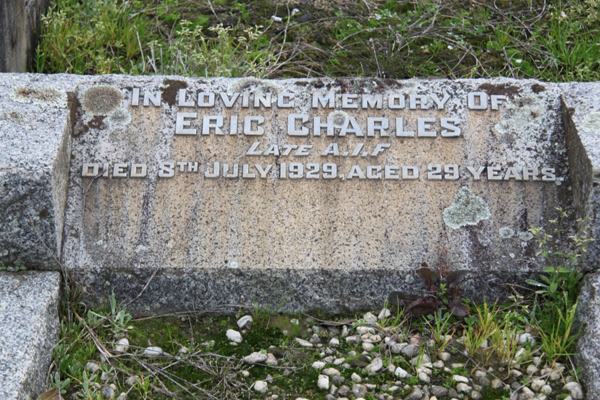 IN LOVING MEMORY OF
ERIC CHARLES
LATE A.I.F
DIED 8TH JULY 1929, AGED 29 YEARS.